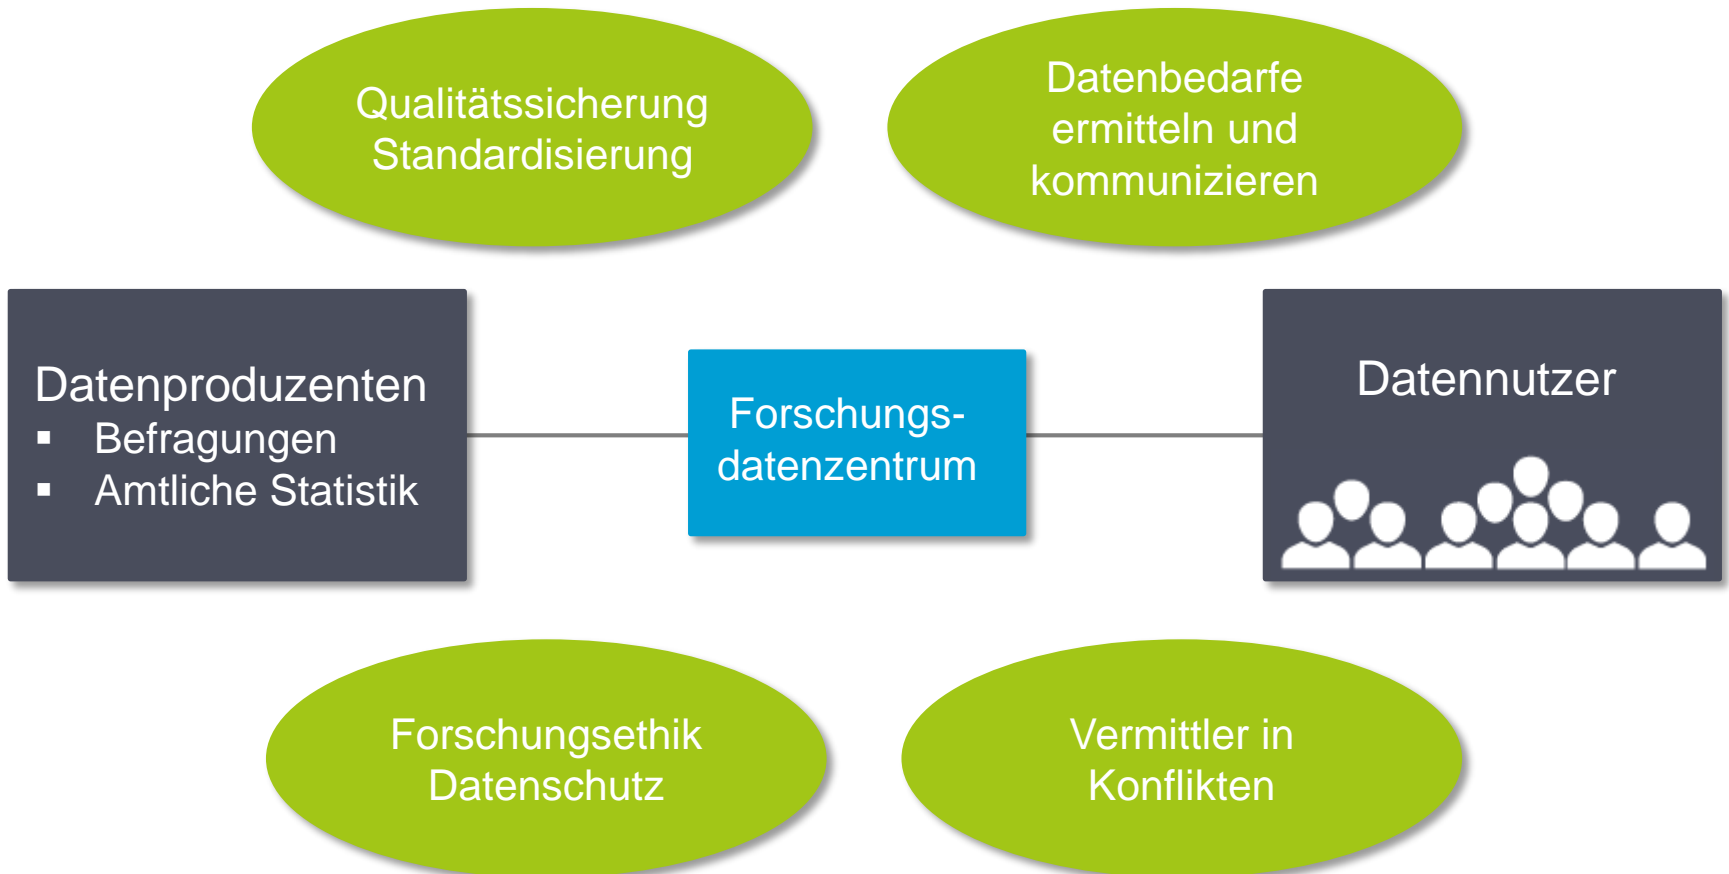 Qualitätssicherung
Standardisierung
Datenbedarfe
ermitteln und
kommunizieren
Datenproduzenten
▪ Befragungen
▪ Amtliche Statistik
Forschungs-
datenzentrum
Datennutzer
Forschungsethik
Datenschutz
Vermittler in
Konflikten